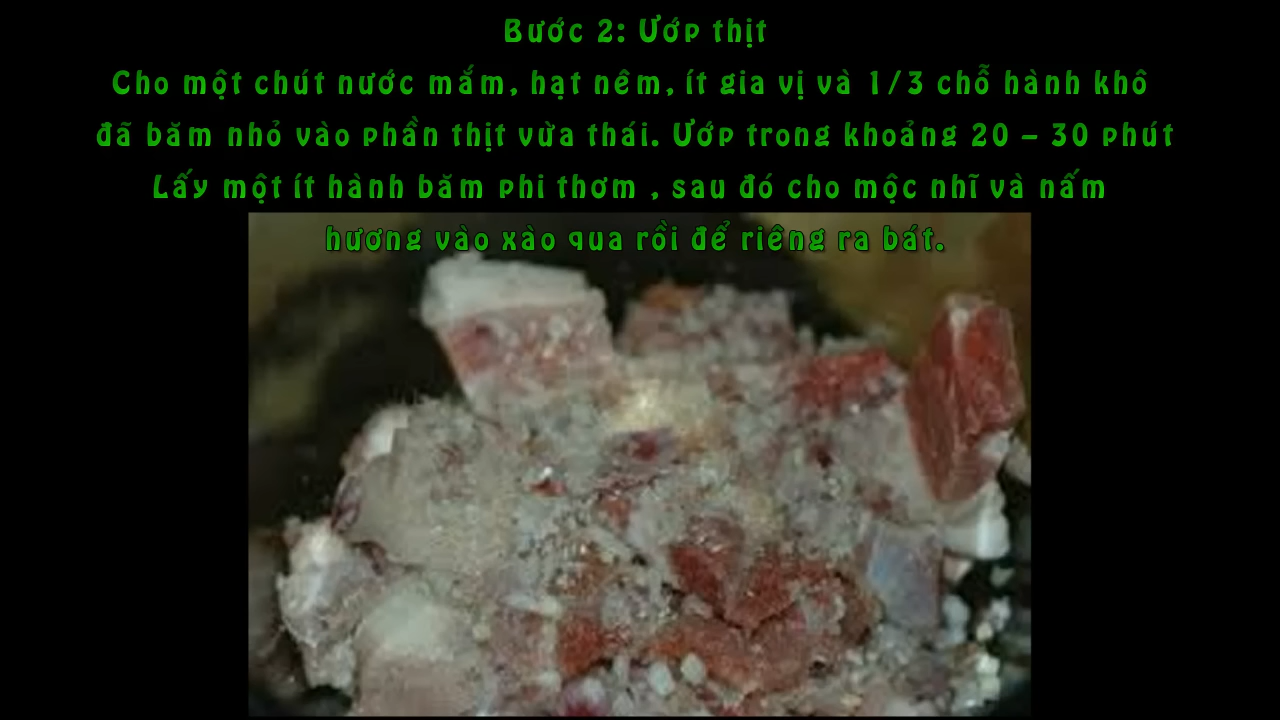 Bước 2: Ướp thịt
Cho một chút nước mắm, hạt nêm, ít gia vị và 1/3 chỗ hành khô
đã băm nhỏ vào phần thịt vừa thái. Ướp trong khoảng 20 – 30 phút
Lấy một ít hành băm phi thơm , sau đó cho mộc nhĩ và nấm
hương vào xào qua rồi để riêng ra bát.